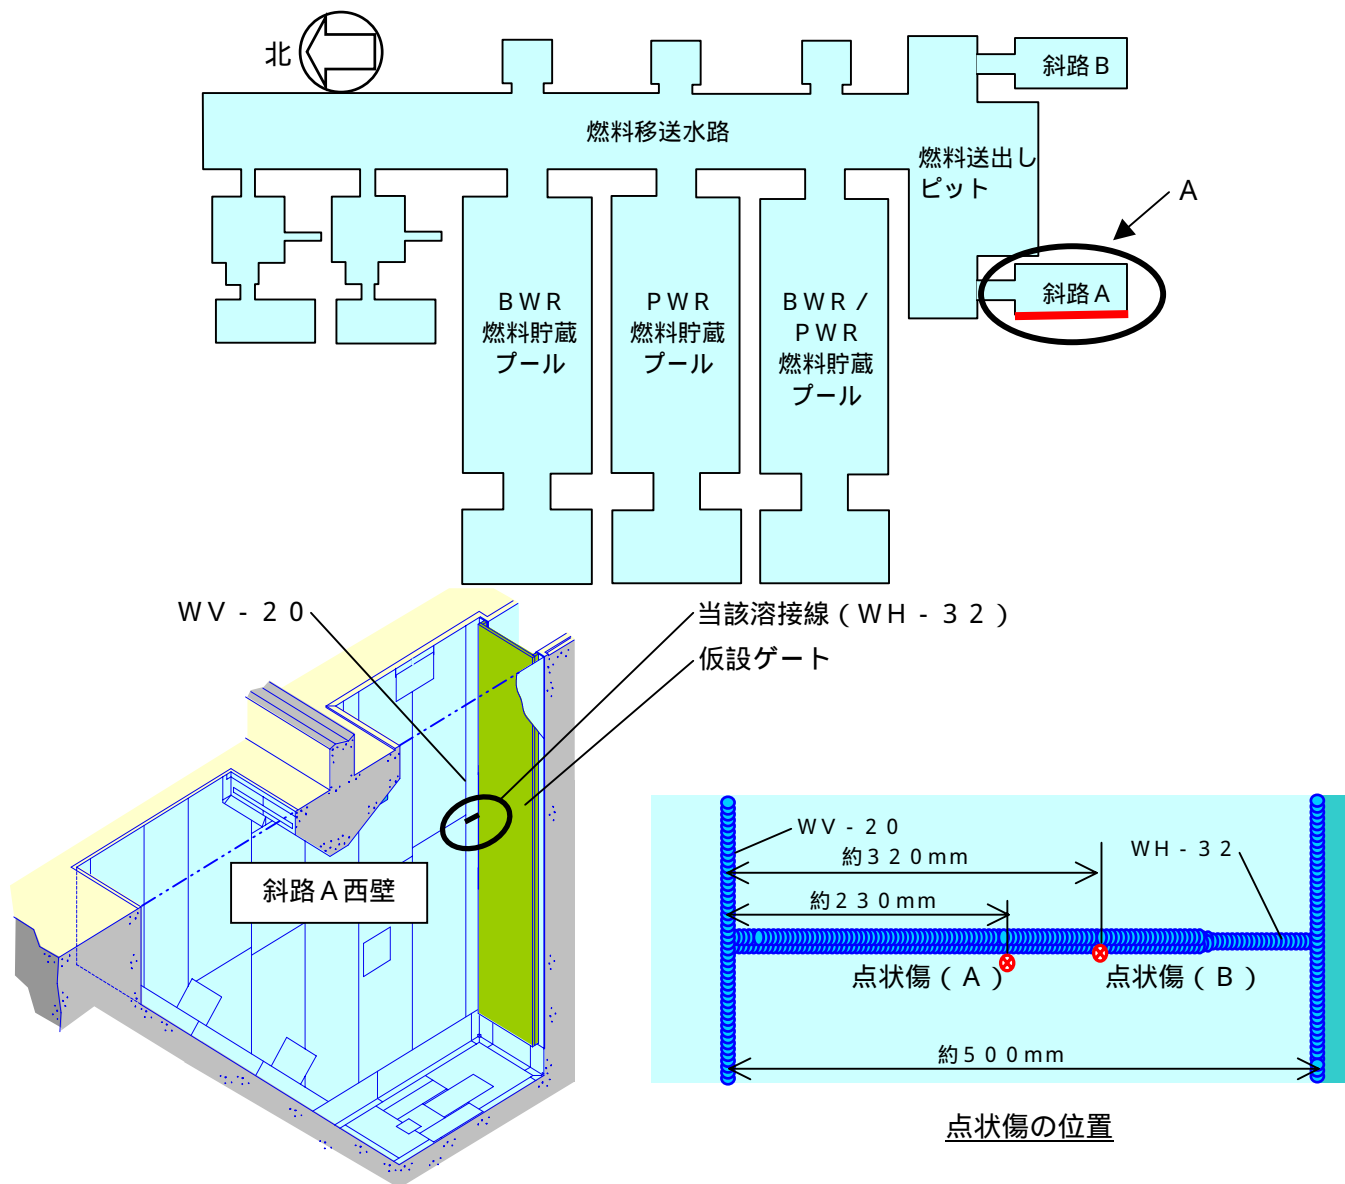 北
斜路Ｂ
燃料移送水路
燃料送出し
ピット
Ａ
斜路Ａ
ＢＷＲ
燃料貯蔵
プール
ＰＷＲ
燃料貯蔵
プール
ＢＷＲ／
ＰＷＲ
燃料貯蔵
プール
ＷＶ－２０
当該溶接線（ＷＨ－３２）
仮設ゲート
斜路Ａ西壁
ＷＶ－２０
約３２０mm
ＷＨ－３２
約２３０mm
点状傷（Ａ）
点状傷（Ｂ）
約５００mm
点状傷の位置